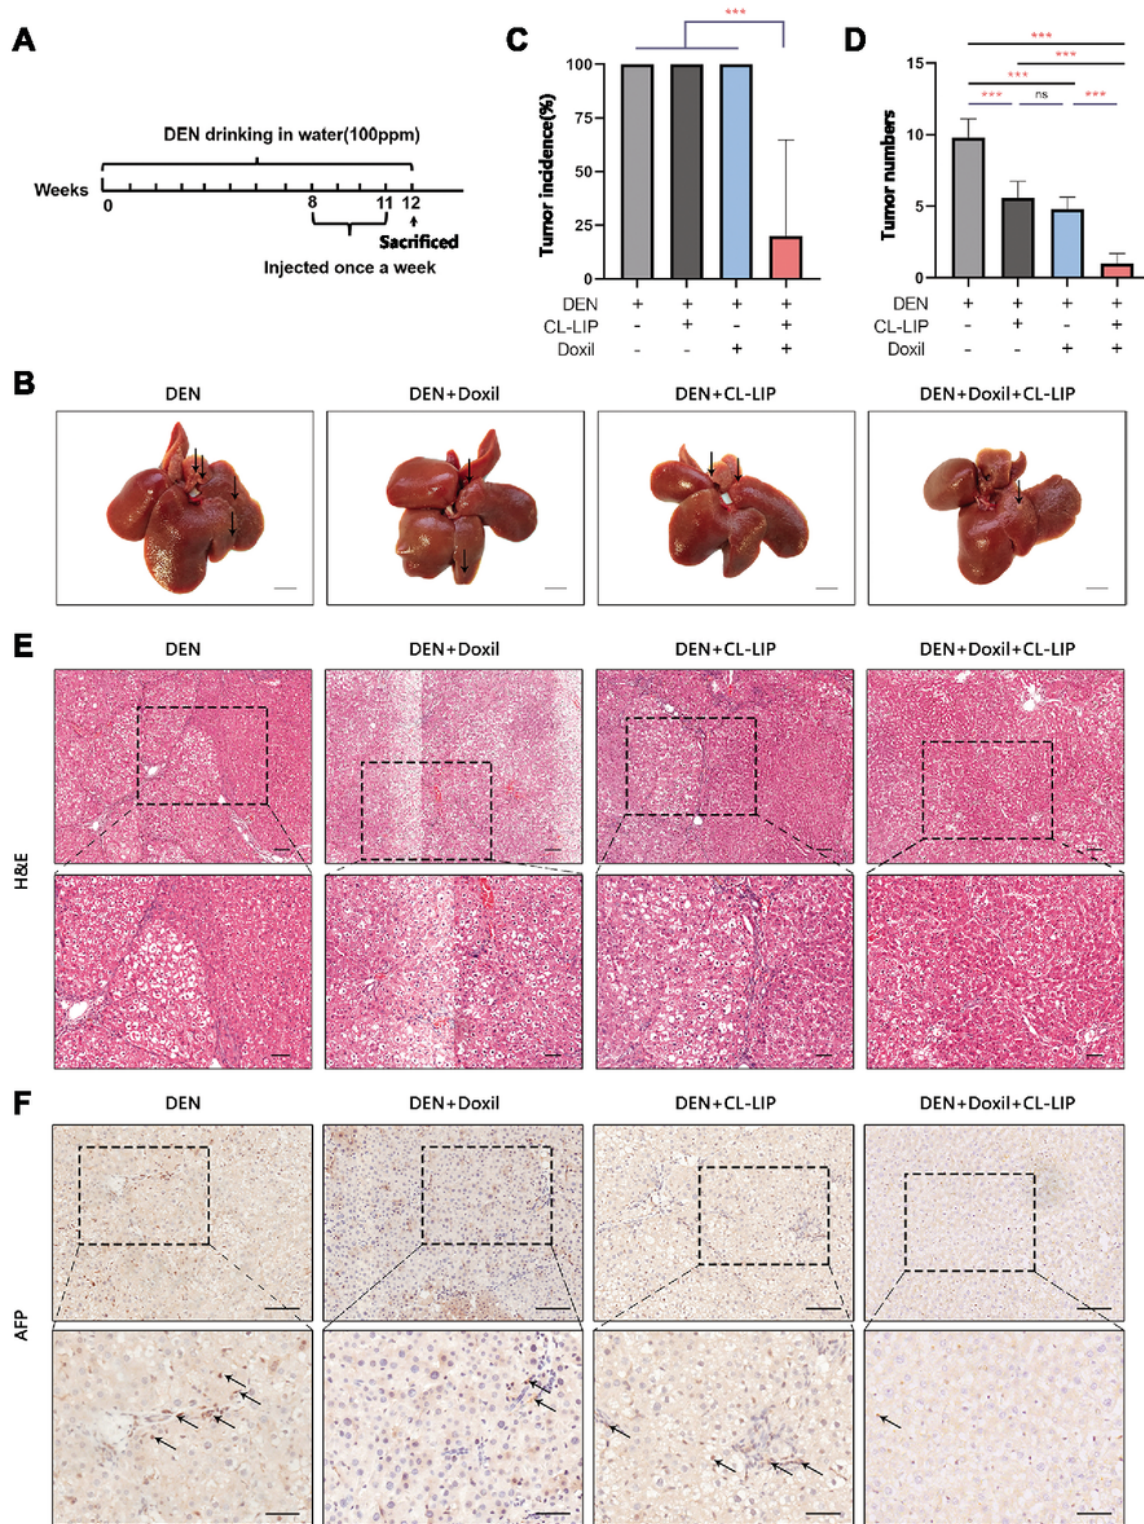 A
DEN drinking in water(100ppm)
Weeks
0
8
11
12
Sacrificed
Injected once a week
C
***
Tumor incidence(%)
100
75
50
25
0
DEN + + + +
CL-LIP - + - +
Doxil - - + +
D
***
***
***
*** ns ***
Tumor numbers
15
10
5
0
DEN + + + +
CL-LIP - + - +
Doxil - - + +
B
DEN DEN+Doxil DEN+CL-LIP DEN+Doxil+CL-LIP
E
DEN DEN+Doxil DEN+CL-LIP DEN+Doxil+CL-LIP
H&E
F
DEN DEN+Doxil DEN+CL-LIP DEN+Doxil+CL-LIP
AFP